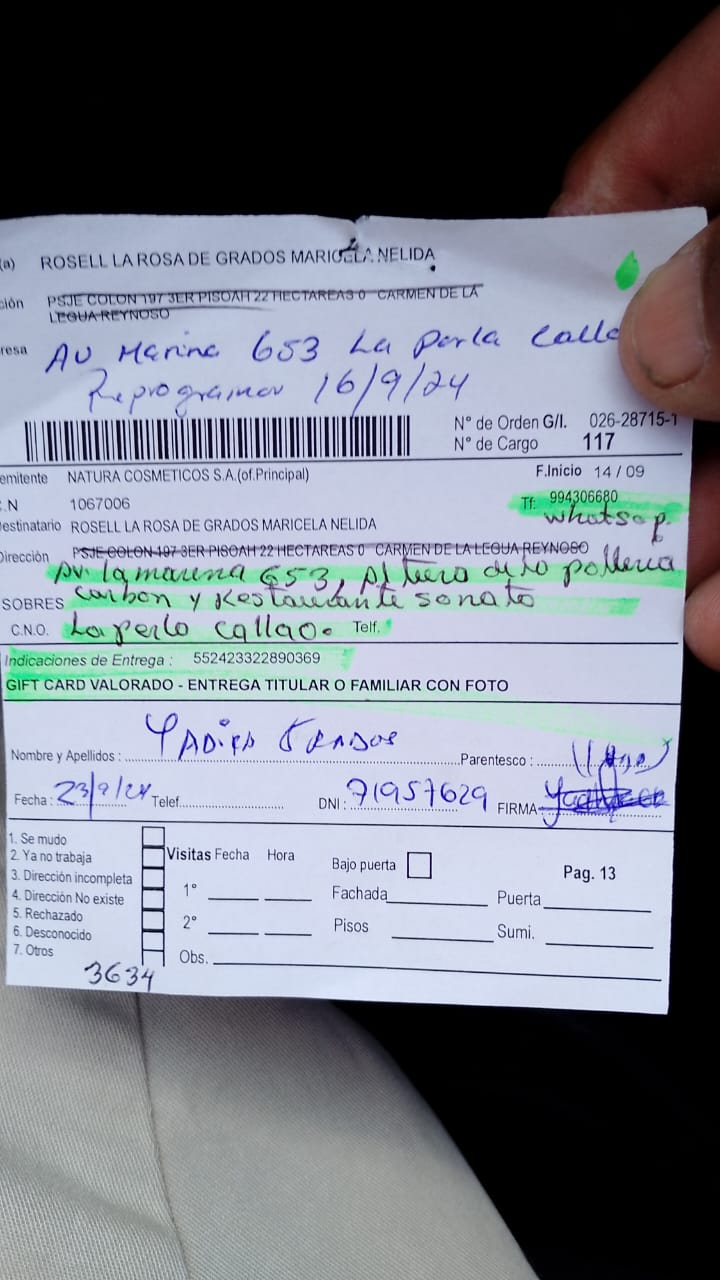 (a) ROSELL LA ROSA DE GRADOS MARICELA NELIDA
ción PSJE COLON 197 3ER PISOAH 22 HECTAREAS 0 CARMEN DE LA
LEGUA REYNOSO
resa AV Marina 653 La perla Calla
Reprogramar 16/9/24
N° de Orden G/I. 026-28715-1
N° de Cargo 117
emitente NATURA COSMETICOS S.A.(of.Principal) F.Inicio 14 / 09
C.N 1067006 Tf: 994306680
whatsap.
estinatario ROSELL LA ROSA DE GRADOS MARICELA NELIDA
Dirección PSJE COLON 197 3ER PISOAH 22 HECTAREAS 0 CARMEN DE LA LEGUA REYNOSO
AV. la marina 653, Al lado de la polleria
SOBRES carbon y Restaurante sonato
C.N.O. La perla callao. Telf.
Indicaciones de Entrega : 552423322890369
GIFT CARD VALORADO - ENTREGA TITULAR O FAMILIAR CON FOTO
Nombre y Apellidos : Yadira Grados Parentesco :
Fecha : 23/9/24 Telef. DNI : 71957629 FIRMA
1. Se mudo
2. Ya no trabaja
3. Dirección incompleta
4. Dirección No existe
5. Rechazado
6. Desconocido
7. Otros
3634
Visitas Fecha Hora
1°
2°
Obs.
Bajo puerta
Fachada Puerta
Pisos Sumi.
Pag. 13